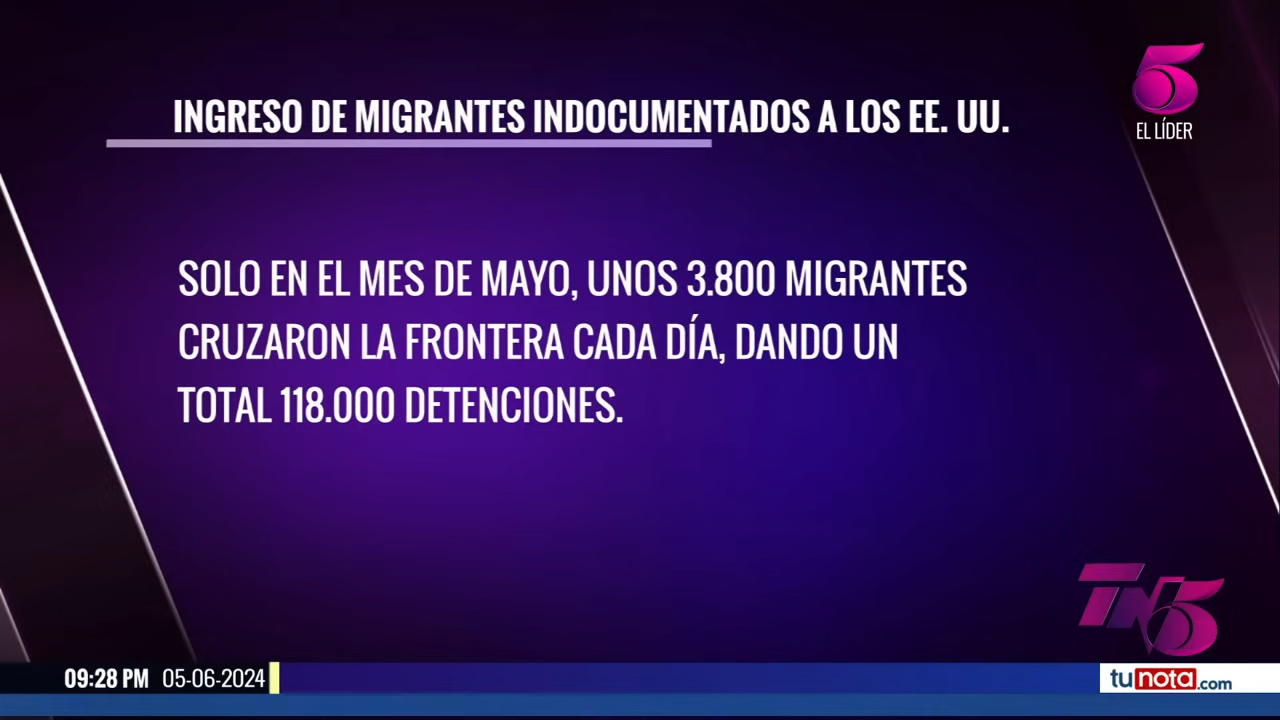 5
EL LÍDER
INGRESO DE MIGRANTES INDOCUMENTADOS A LOS EE. UU.
SOLO EN EL MES DE MAYO, UNOS 3.800 MIGRANTES
CRUZARON LA FRONTERA CADA DÍA, DANDO UN
TOTAL 118.000 DETENCIONES.
TN5
09:28 PM 05-06-2024
tunota.com